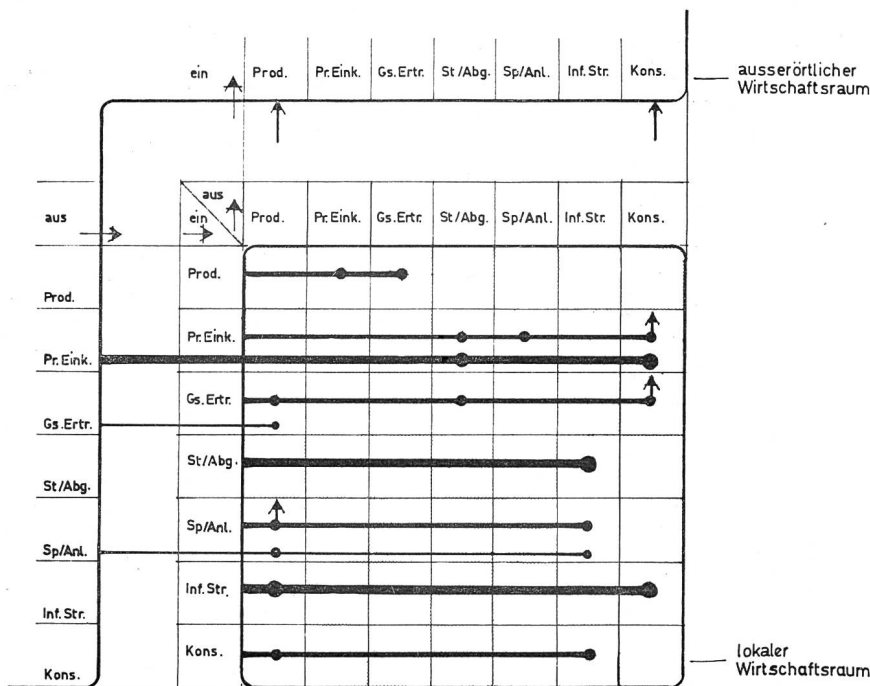 ein Prod. Pr.Eink. Gs.Ertr. St/Abg. Sp/Anl. Inf.Str. Kons.
ausserörtlicher
Wirtschaftsraum
aus
aus
ein
Prod. Pr.Eink. Gs.Ertr. St/Abg. Sp/Anl. Inf.Str. Kons.
Prod.
Prod.
Pr.Eink.
Pr.Eink.
Gs.Ertr.
Gs.Ertr.
St/Abg.
St/Abg.
Sp/Anl.
Sp/Anl.
Inf.Str.
Inf.Str.
Kons.
Kons.
lokaler
Wirtschaftsraum